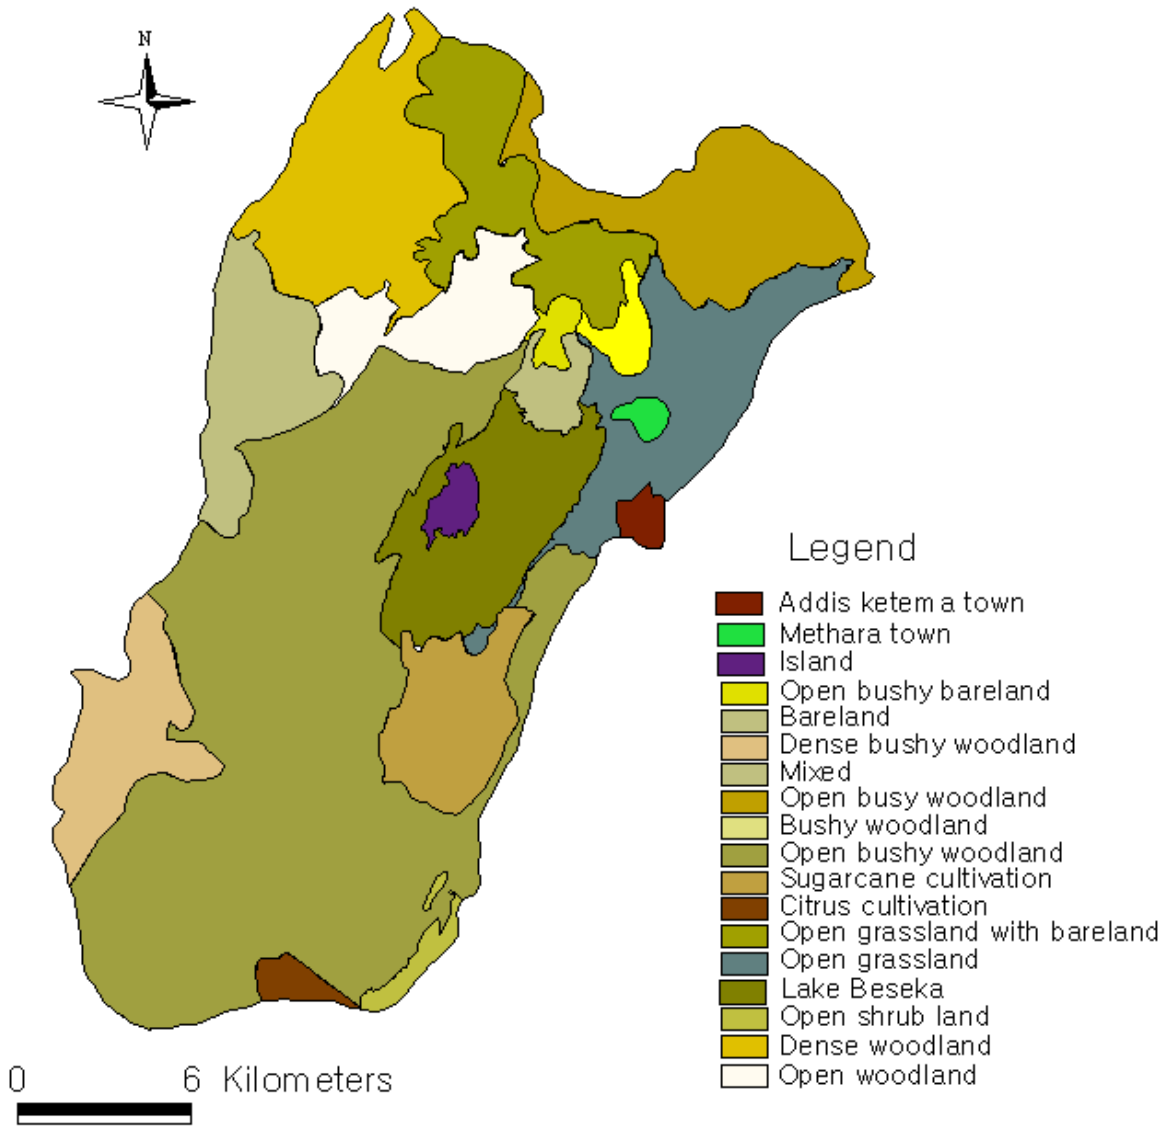 N
Legend
Addis ketema town
Methara town
Island
Open bushy bareland
Bareland
Dense bushy woodland
Mixed
Open busy woodland
Bushy woodland
Open bushy woodland
Sugarcane cultivation
Citrus cultivation
Open grassland with bareland
Open grassland
Lake Beseka
Open shrub land
Dense woodland
Open woodland
0 6 Kilometers